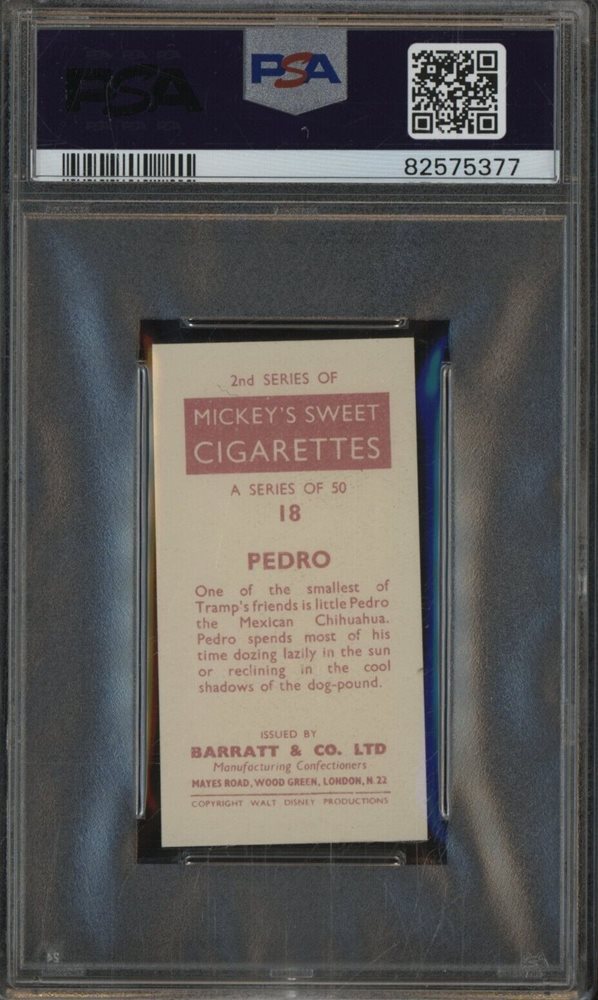 PSA
PSA
82575377
2nd SERIES OF
MICKEY'S SWEET
CIGARETTES
A SERIES OF 50
18
PEDRO
One of the smallest of
Tramp's friends is little Pedro
the Mexican Chihuahua.
Pedro spends most of his
time dozing lazily in the sun
or reclining in the cool
shadows of the dog-pound.
ISSUED BY
BARRATT & CO. LTD
Manufacturing Confectioners
MAYES ROAD, WOOD GREEN, LONDON, N.22
COPYRIGHT WALT DISNEY PRODUCTIONS